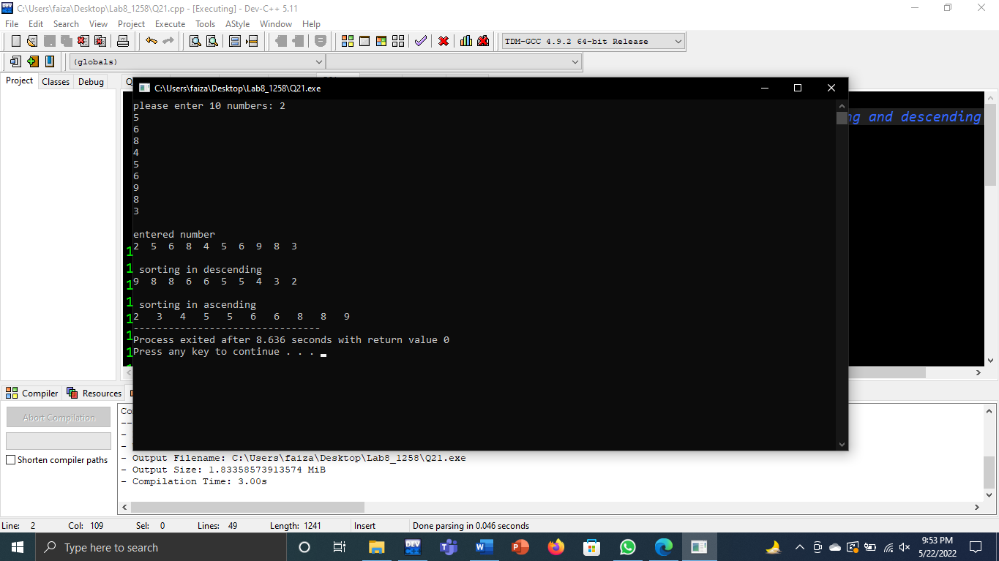 C:\Users\faiza\Desktop\Lab8_1258\Q21.cpp - [Executing] - Dev-C++ 5.11
File Edit Search View Project Execute Tools AStyle Window Help
TDM-GCC 4.9.2 64-bit Release
(globals)
Project Classes Debug
C:\Users\faiza\Desktop\Lab8_1258\Q21.exe
please enter 10 numbers: 2
5
6
8
4
5
6
9
8
3
and descending
entered number
2 5 6 8 4 5 6 9 8 3
sorting in descending
9 8 8 6 6 5 5 4 3 2
sorting in ascending
2 3 4 5 5 6 6 8 8 9
--------------------------------
Process exited after 8.636 seconds with return value 0
Press any key to continue . . .
Compiler Resources
Abort Compilation
Shorten compiler paths
- Output Filename: C:\Users\faiza\Desktop\Lab8_1258\Q21.exe
- Output Size: 1.83358573913574 MiB
- Compilation Time: 3.00s
Line: 2 Col: 109 Sel: 0 Lines: 49 Length: 1241 Insert Done parsing in 0.046 seconds
Type here to search
9:53 PM
5/22/2022